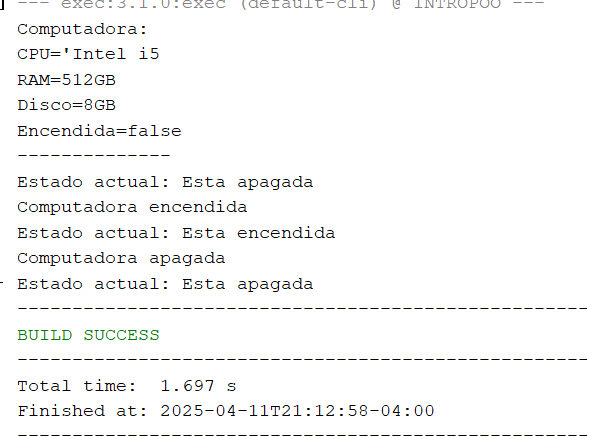 --- exec:3.1.0:exec (default-cli) @ INTROPOO ---
Computadora:
CPU='Intel i5
RAM=512GB
Disco=8GB
Encendida=false
--------------
Estado actual: Esta apagada
Computadora encendida
Estado actual: Esta encendida
Computadora apagada
Estado actual: Esta apagada
------------------------------------------------------------------------
BUILD SUCCESS
------------------------------------------------------------------------
Total time:  1.697 s
Finished at: 2025-04-11T21:12:58-04:00
------------------------------------------------------------------------